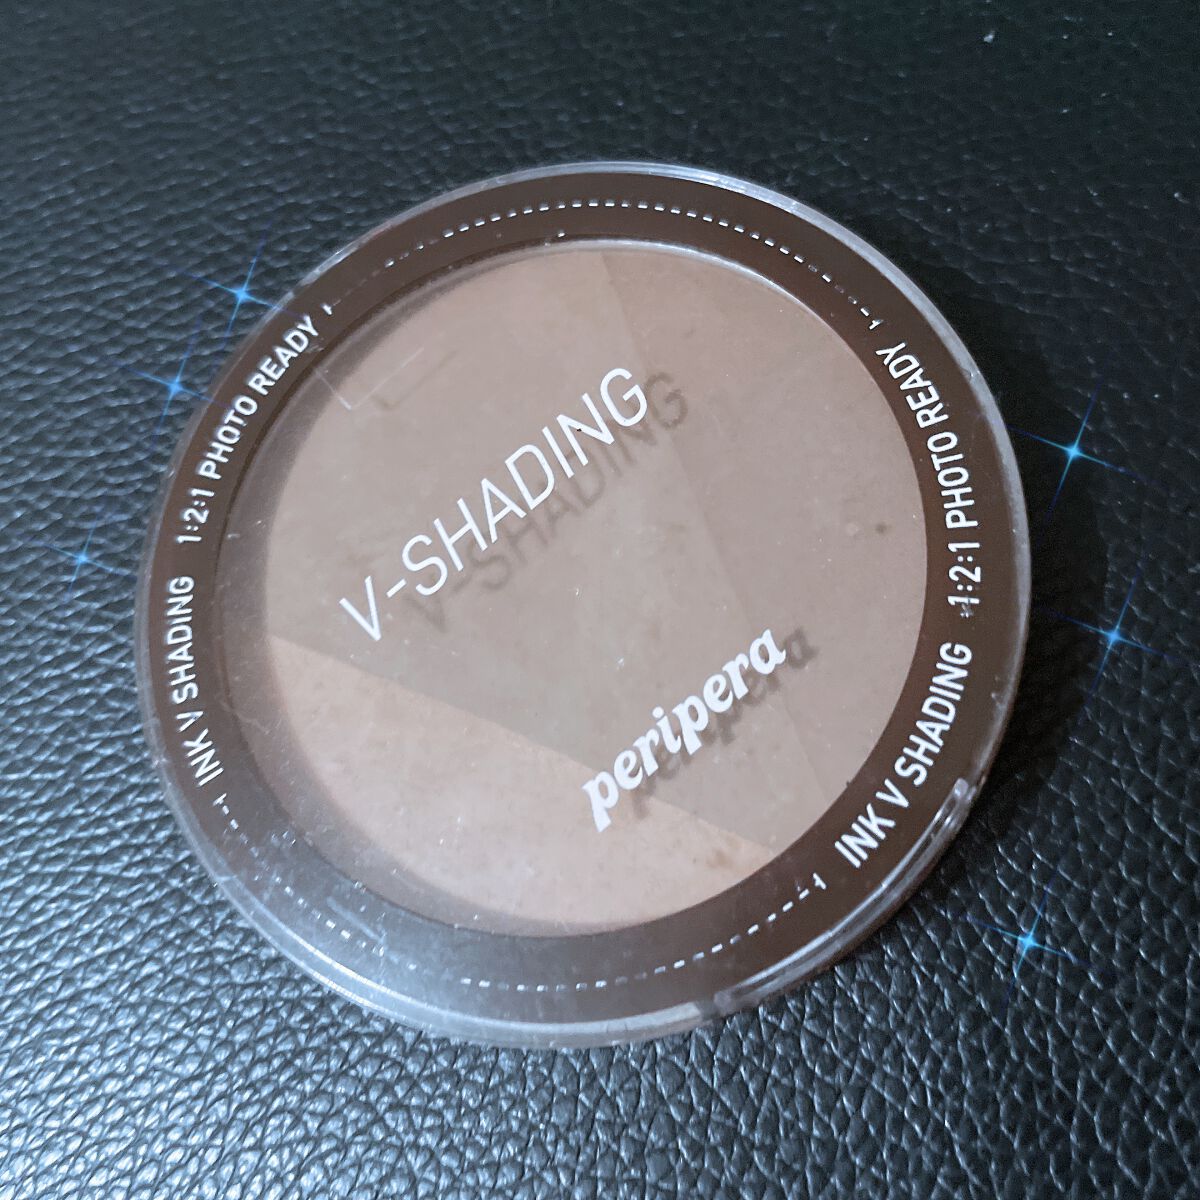 V-SHADING
peripera
INK V SHADING 1:2:1 PHOTO READY
INK V SHADING 1:2:1 PHOTO READY